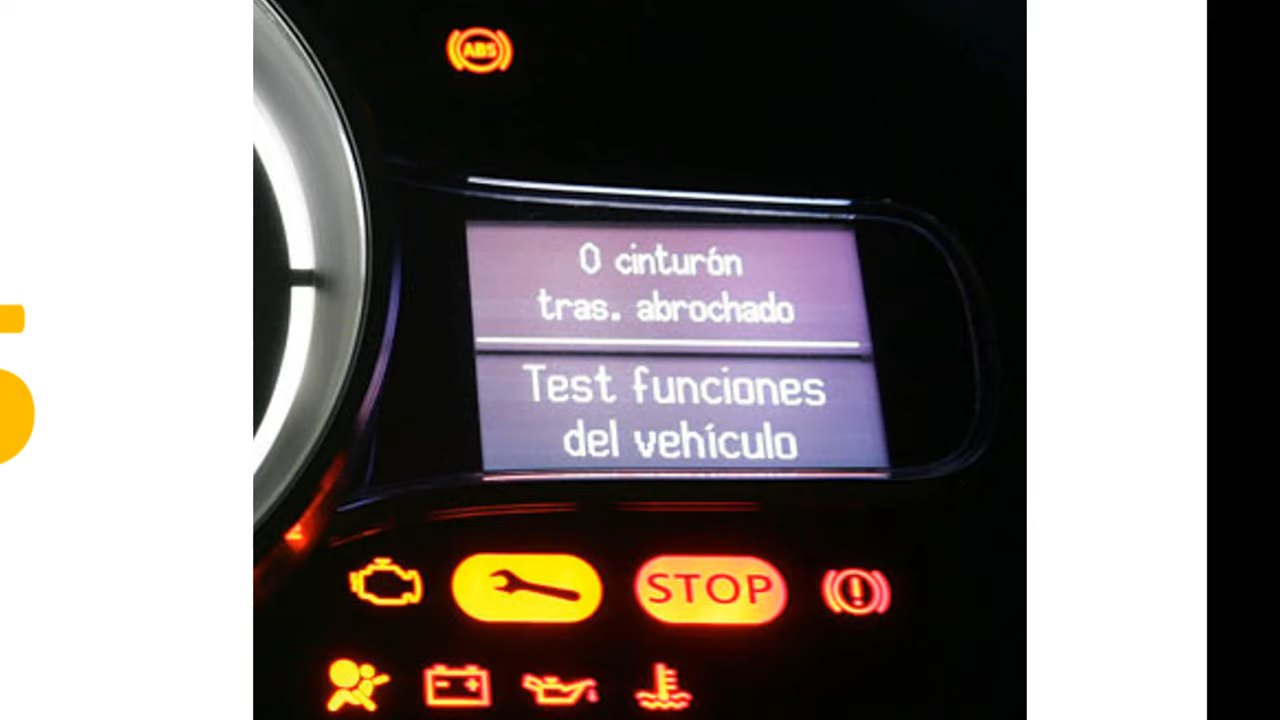 ABS
0 cinturón
tras. abrochado
Test funciones
del vehículo
STOP